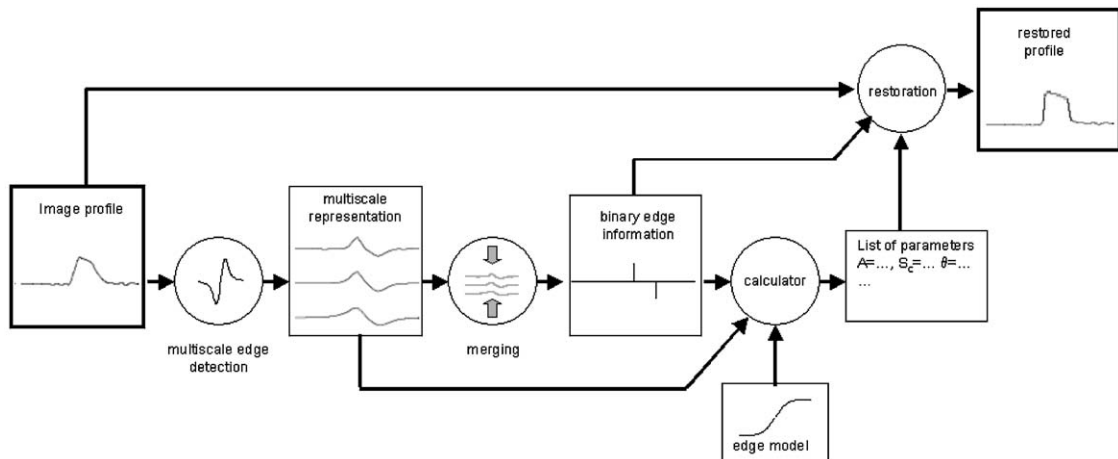 restored
profile
restoration
Image profile
multiscale
representation
binary edge
information
List of parameters
A=..., Sc=... θ=...
...
calculator
multiscale edge
detection
merging
edge model